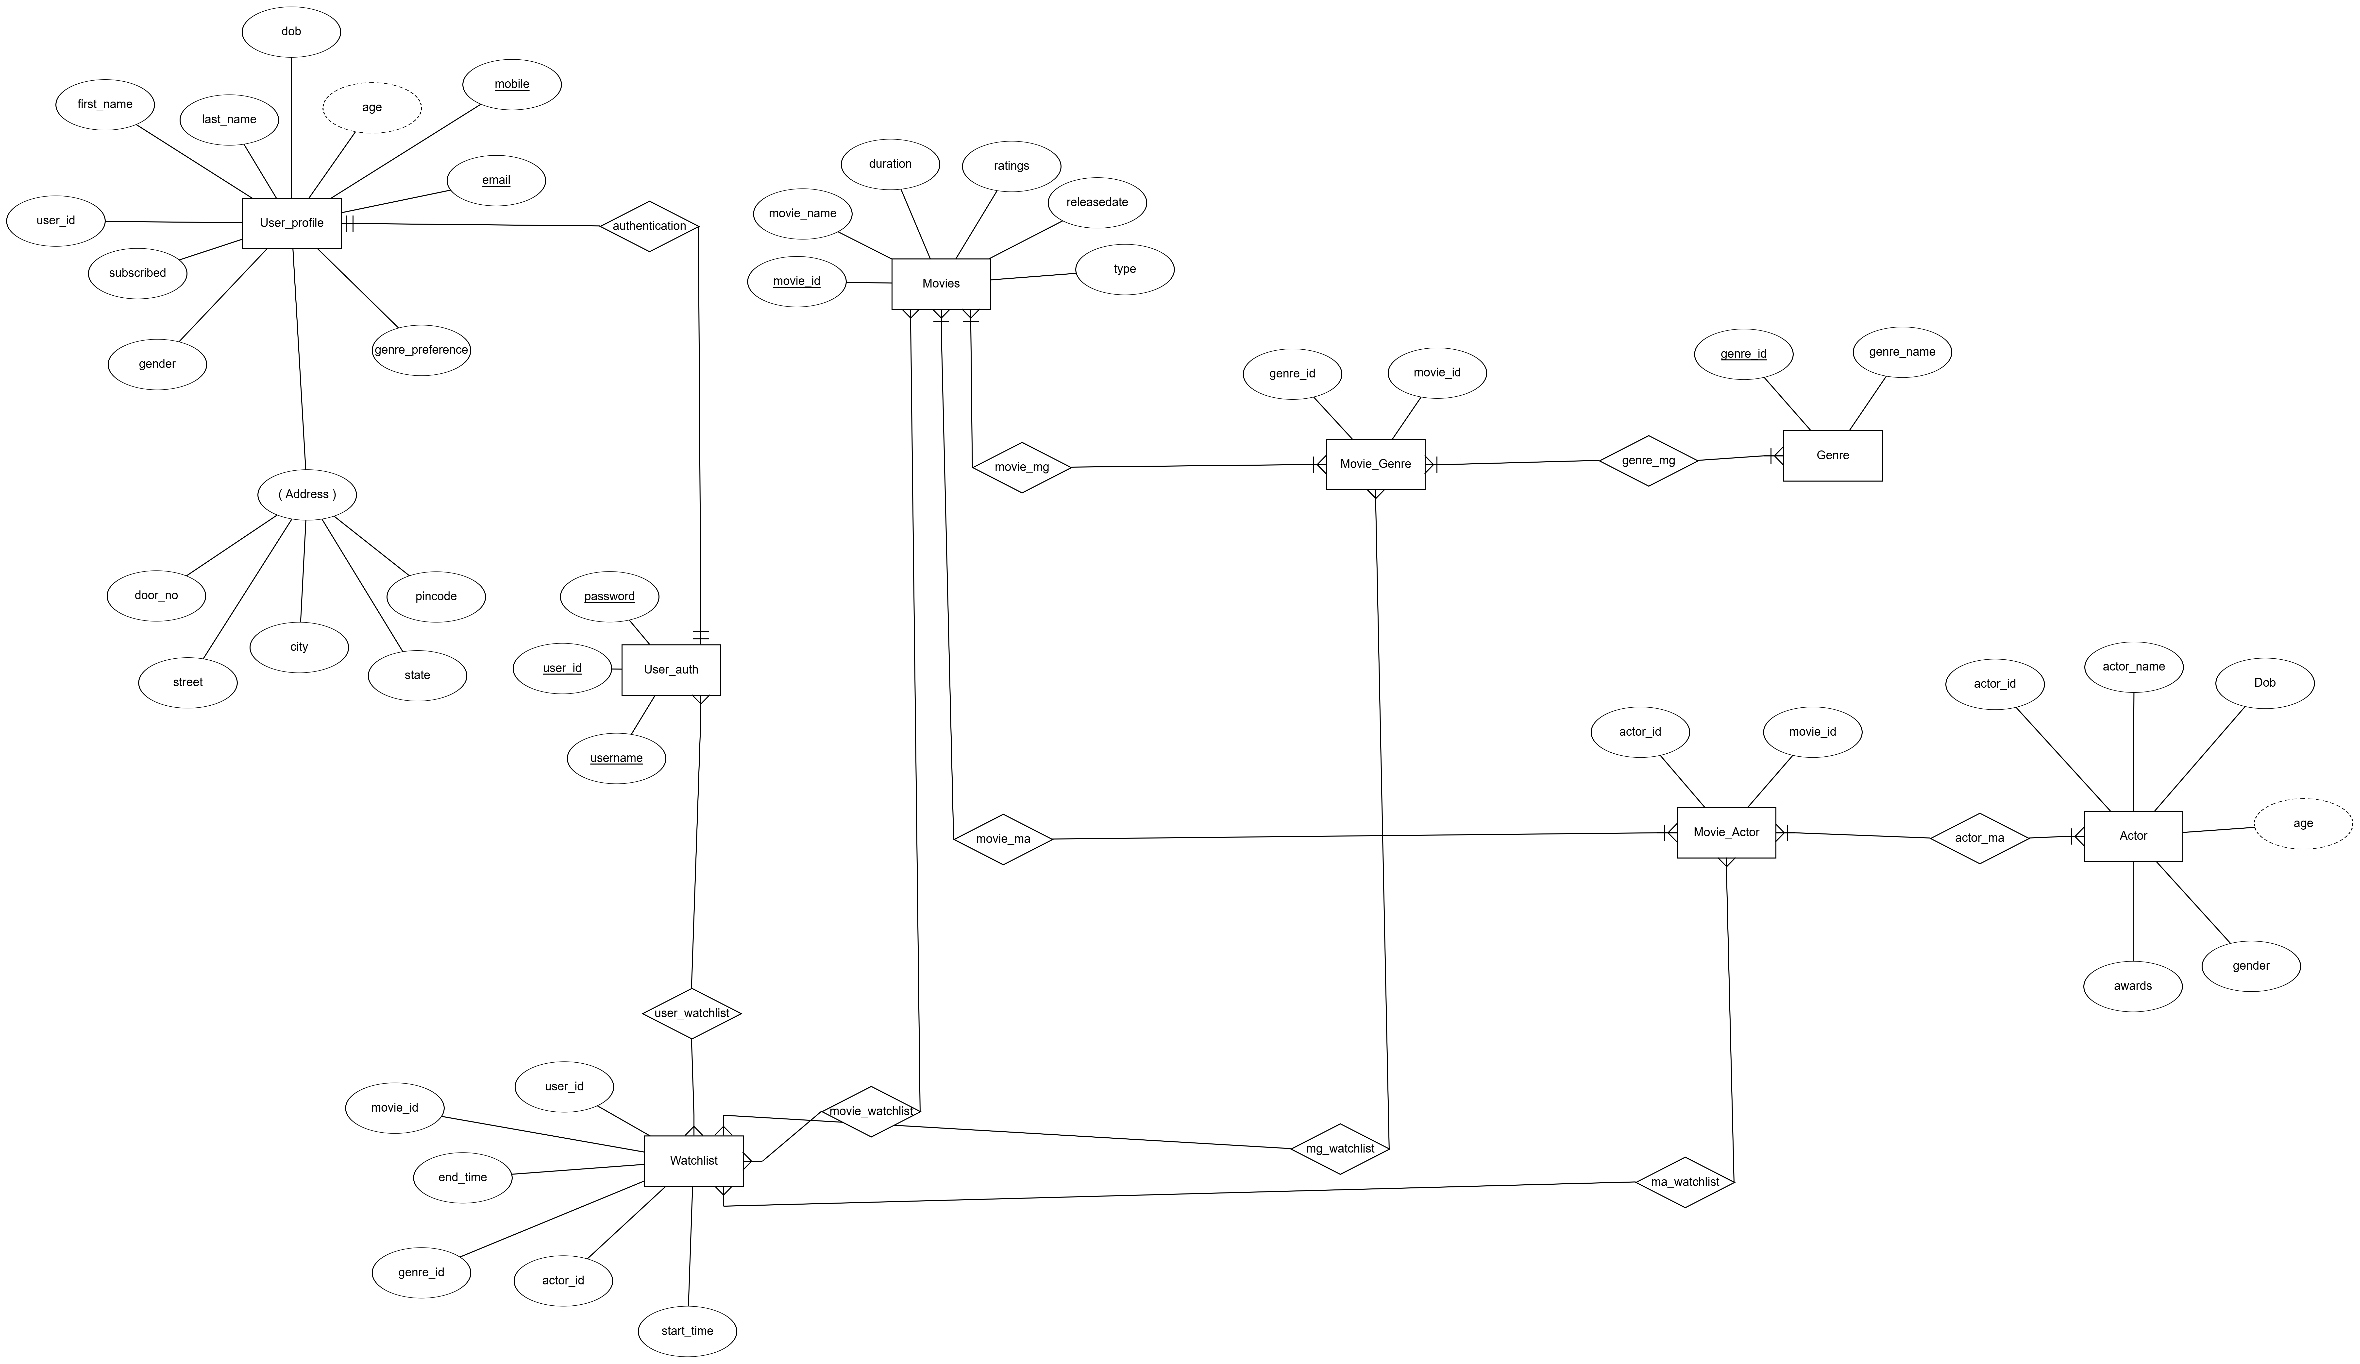 dob
first_name
last_name
age
mobile
email
user_id
User_profile
authentication
subscribed
gender
genre_preference
( Address )
door_no
street
city
state
pincode
password
user_id
User_auth
username
duration
ratings
movie_name
releasedate
movie_id
Movies
type
genre_id
movie_id
movie_mg
Movie_Genre
genre_mg
genre_id
genre_name
Genre
actor_id
movie_id
movie_ma
Movie_Actor
actor_ma
actor_id
actor_name
Dob
age
Actor
awards
gender
user_watchlist
movie_id
user_id
movie_watchlist
mg_watchlist
ma_watchlist
end_time
Watchlist
genre_id
actor_id
start_time